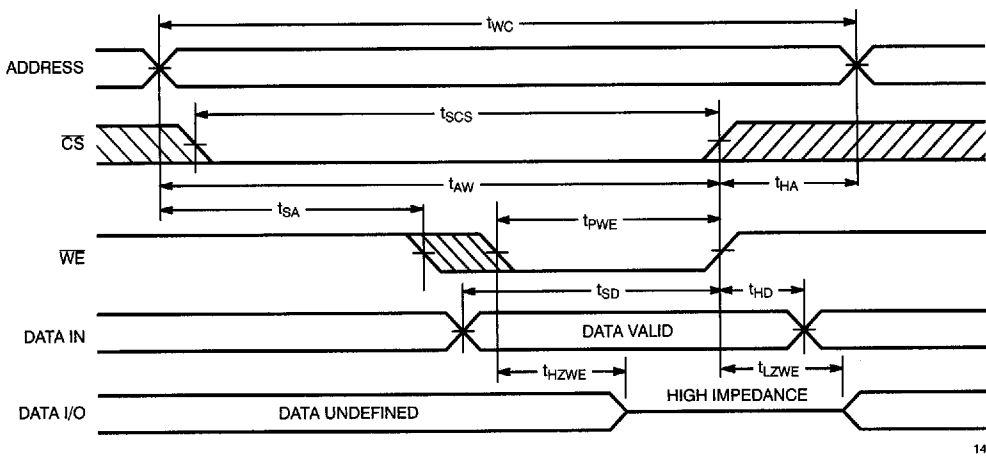 tWC
ADDRESS
tSCS
CS
tAW
tHA
tSA
tPWE
WE
tSD
tHD
DATA IN
DATA VALID
tHZWE
tLZWE
HIGH IMPEDANCE
DATA I/O
DATA UNDEFINED
14